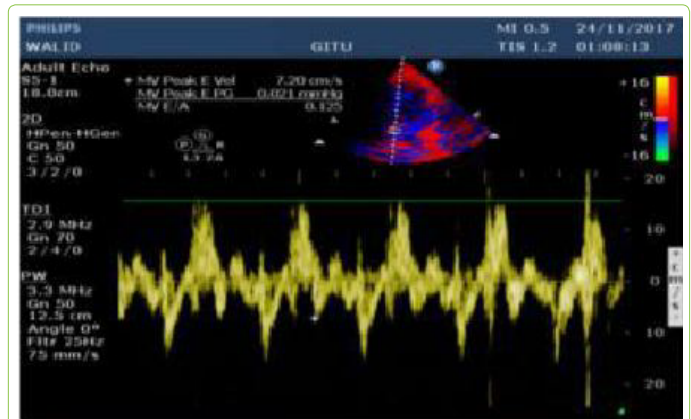 PHILIPS
MI 0.5 24/11/2017
WALID
GITU
TIS 1.2 01:08:13
Adult Echo
S5-1
18.0cm
+ MV Peak E Vel 7.20 cm/s
MV Peak E PG 0.021 mmHg
MV E/A 0.125
2D
HPen-HGen
Gn 50
C 50
3/2/0
+16
c
m
/
s
-16
TDI
2.9 MHz
Gn 70
2/4/0
PW
3.3 MHz
Gn 50
12.5 cm
Angle 0°
Filtr 25Hz
75 mm/s
20
10
0
10
20
c
m
/
s